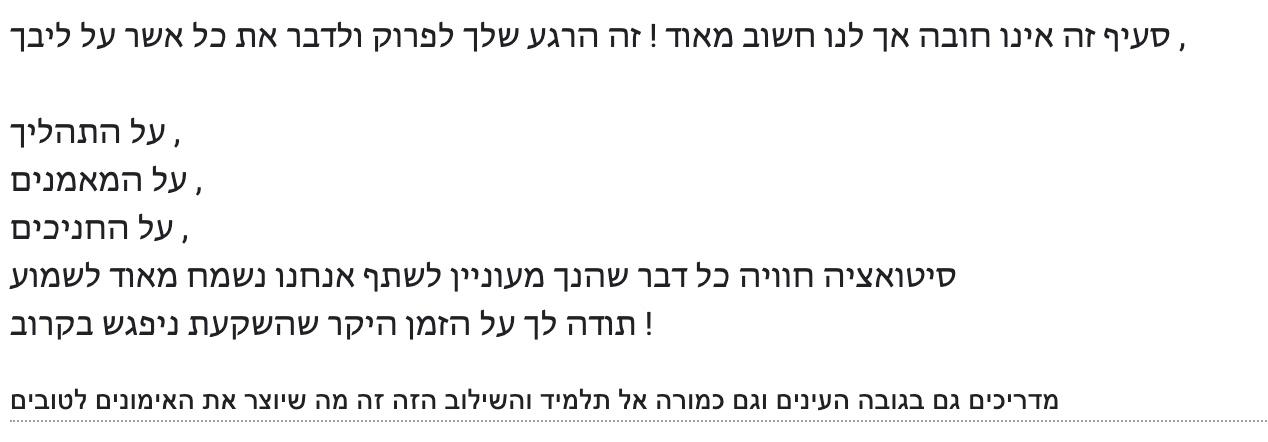 סעיף זה אינו חובה אך לנו חשוב מאוד ! זה הרגע שלך לפרוק ולדבר את כל אשר על ליבך ,
על התהליך ,
על המאמנים ,
על החניכים ,
סיטואציה חוויה כל דבר שהנך מעוניין לשתף אנחנו נשמח מאוד לשמוע
תודה לך על הזמן היקר שהשקעת ניפגש בקרוב !
מדריכים גם בגובה העינים וגם כמורה אל תלמיד והשילוב הזה זה מה שיוצר את האימונים לטובים